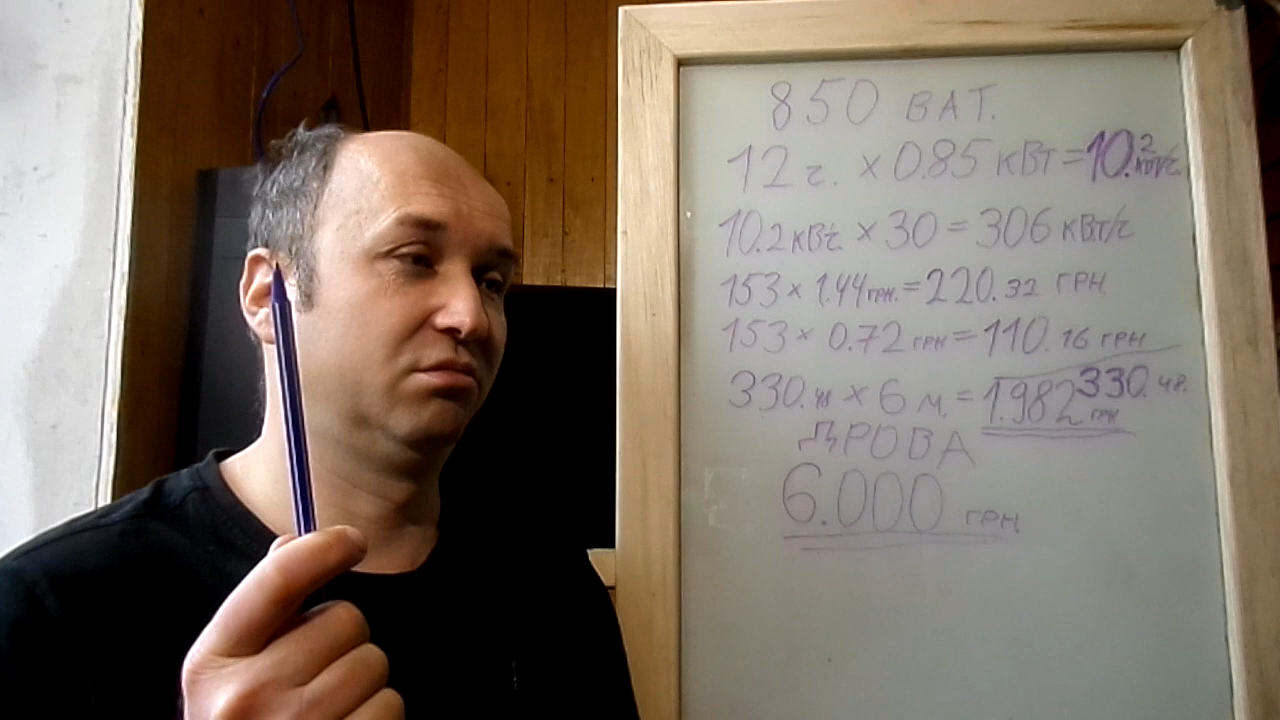 850 ВАТ.
12 г. х 0.85 кВт = 10.2 квт/г.
10.2 кВт/г. х 30 = 306 кВт/г
153 х 1.44 грн. = 220.32 ГРН
153 х 0.72 ГРН = 110.16 ГРН
330.48 х 6 м. = 1.982 ГРН 330.48.
ДРОВА
6.000 ГРН.